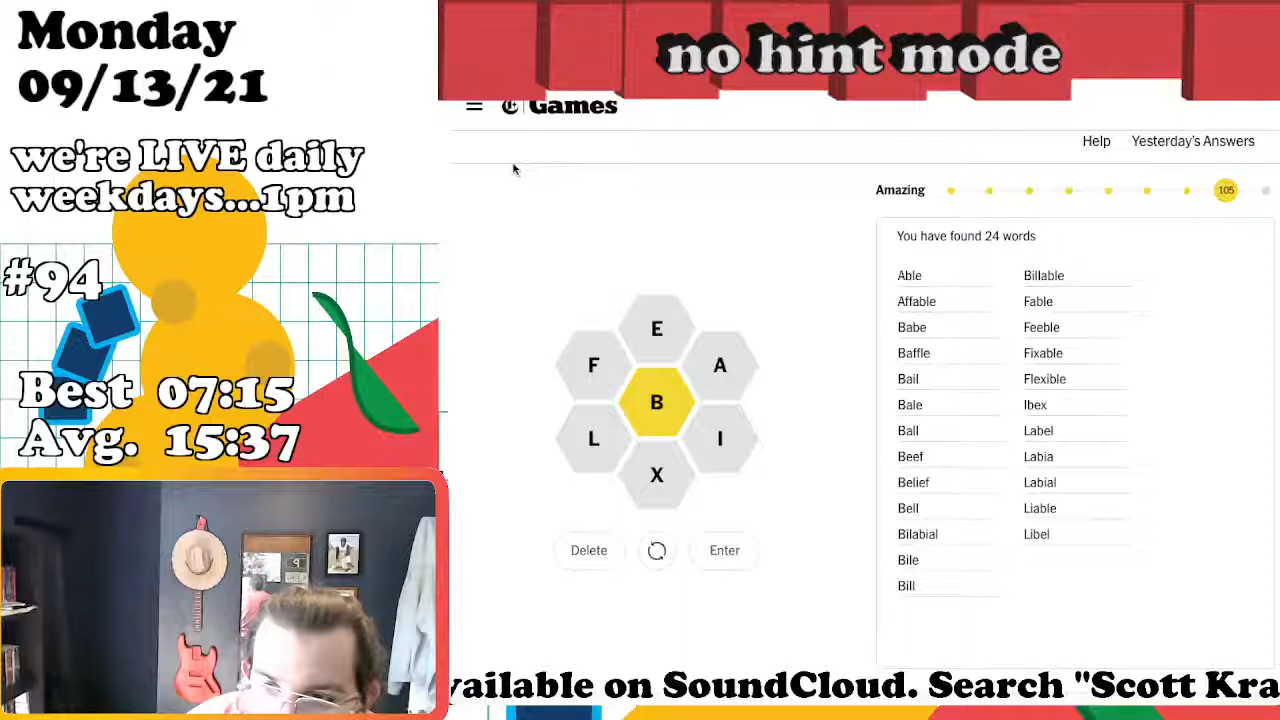 Monday
09/13/21
we're LIVE daily
weekdays...1pm
#94
Best 07:15
Avg. 15:37
no hint mode
Games
Help Yesterday's Answers
Amazing 105
You have found 24 words
Able
Affable
Babe
Baffle
Bail
Bale
Ball
Beef
Belief
Bell
Bilabial
Bile
Bill
Billable
Fable
Feeble
Fixable
Flexible
Ibex
Label
Labia
Labial
Liable
Libel
E
F A
B
L I
X
Delete Enter
vailable on SoundCloud. Search "Scott Kra